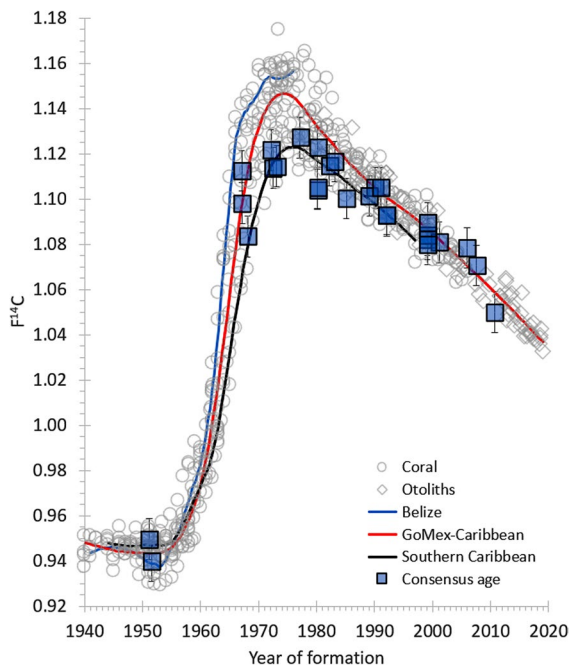 1.18
1.16
1.14
1.12
1.10
1.08
1.06
1.04
1.02
1.00
0.98
0.96
0.94
0.92
F¹⁴C
Coral
Otoliths
Belize
GoMex-Caribbean
Southern Caribbean
Consensus age
1940 1950 1960 1970 1980 1990 2000 2010 2020
Year of formation